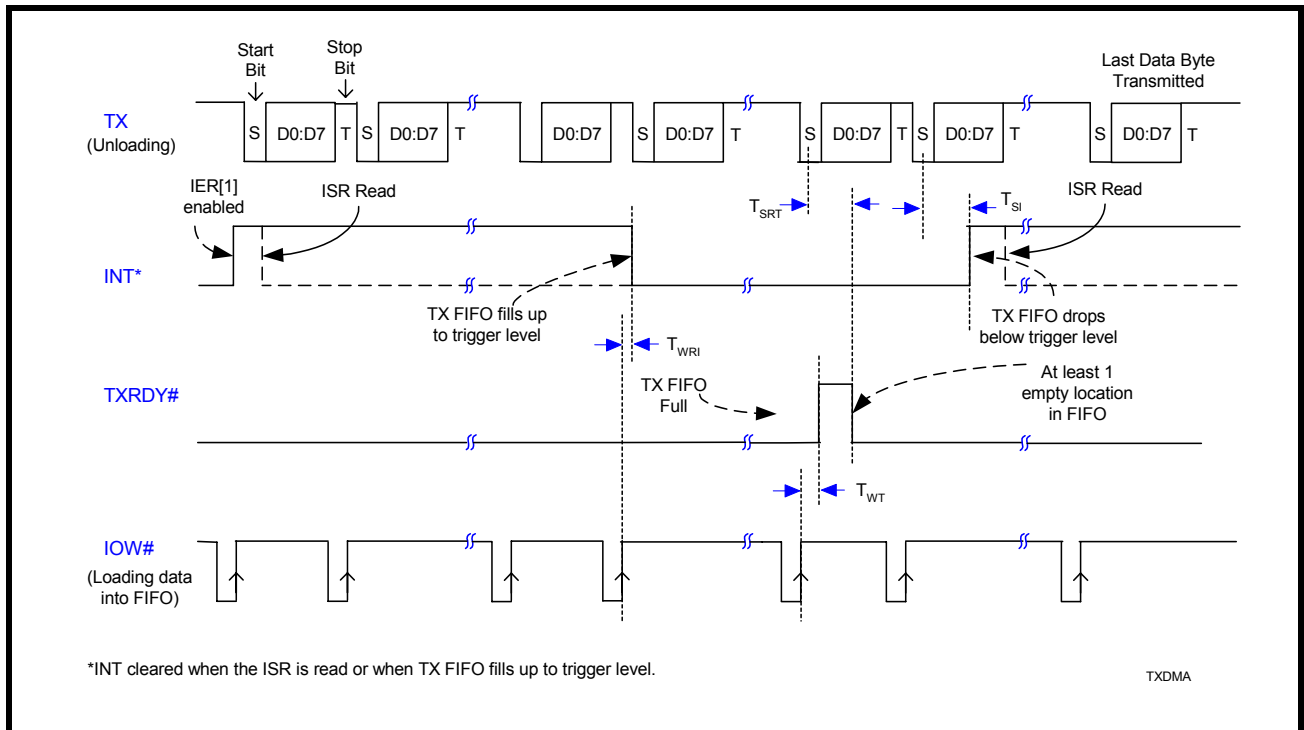 Start
Bit
Stop
Bit
Last Data Byte
Transmitted
TX
(Unloading)
S D0:D7 T S D0:D7 T D0:D7 S D0:D7 T S D0:D7 T S D0:D7 T S D0:D7 T
IER[1]
enabled
ISR Read
T_SRT
T_SI
ISR Read
INT*
TX FIFO fills up
to trigger level
TX FIFO drops
below trigger level
T_WRI
TXRDY#
TX FIFO
Full
At least 1
empty location
in FIFO
T_WT
IOW#
(Loading data
into FIFO)
*INT cleared when the ISR is read or when TX FIFO fills up to trigger level.
TXDMA